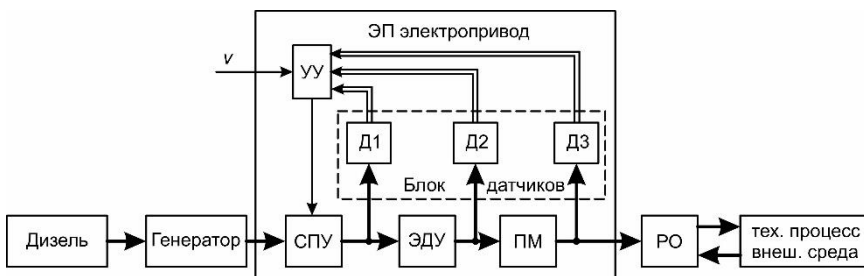 ЭП электропривод
v
УУ
Д1
Д2
Д3
Блок датчиков
Дизель
Генератор
СПУ
ЭДУ
ПМ
РО
тех. процесс
внеш. среда